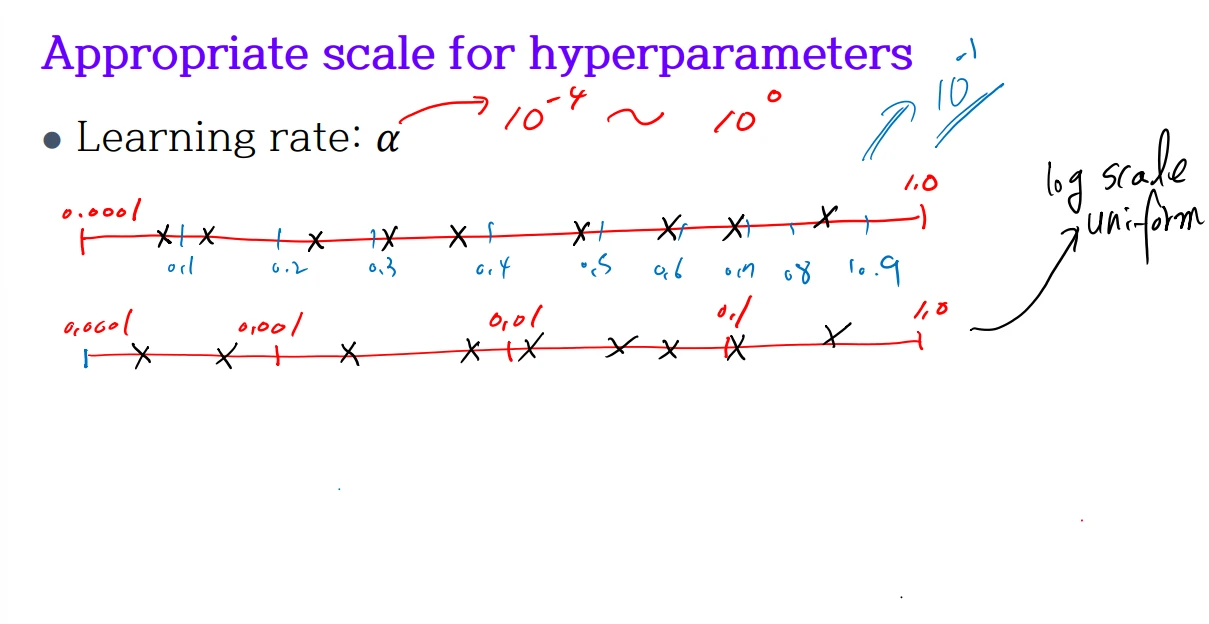 Appropriate scale for hyperparameters
10⁻¹
• Learning rate: α
10⁻⁴ ~ 10⁰
log scale
uniform
0.0001 1.0
0.1 0.2 0.3 0.4 0.5 0.6 0.7 0.8 0.9
0.0001 0.001 0.01 0.1 1.0